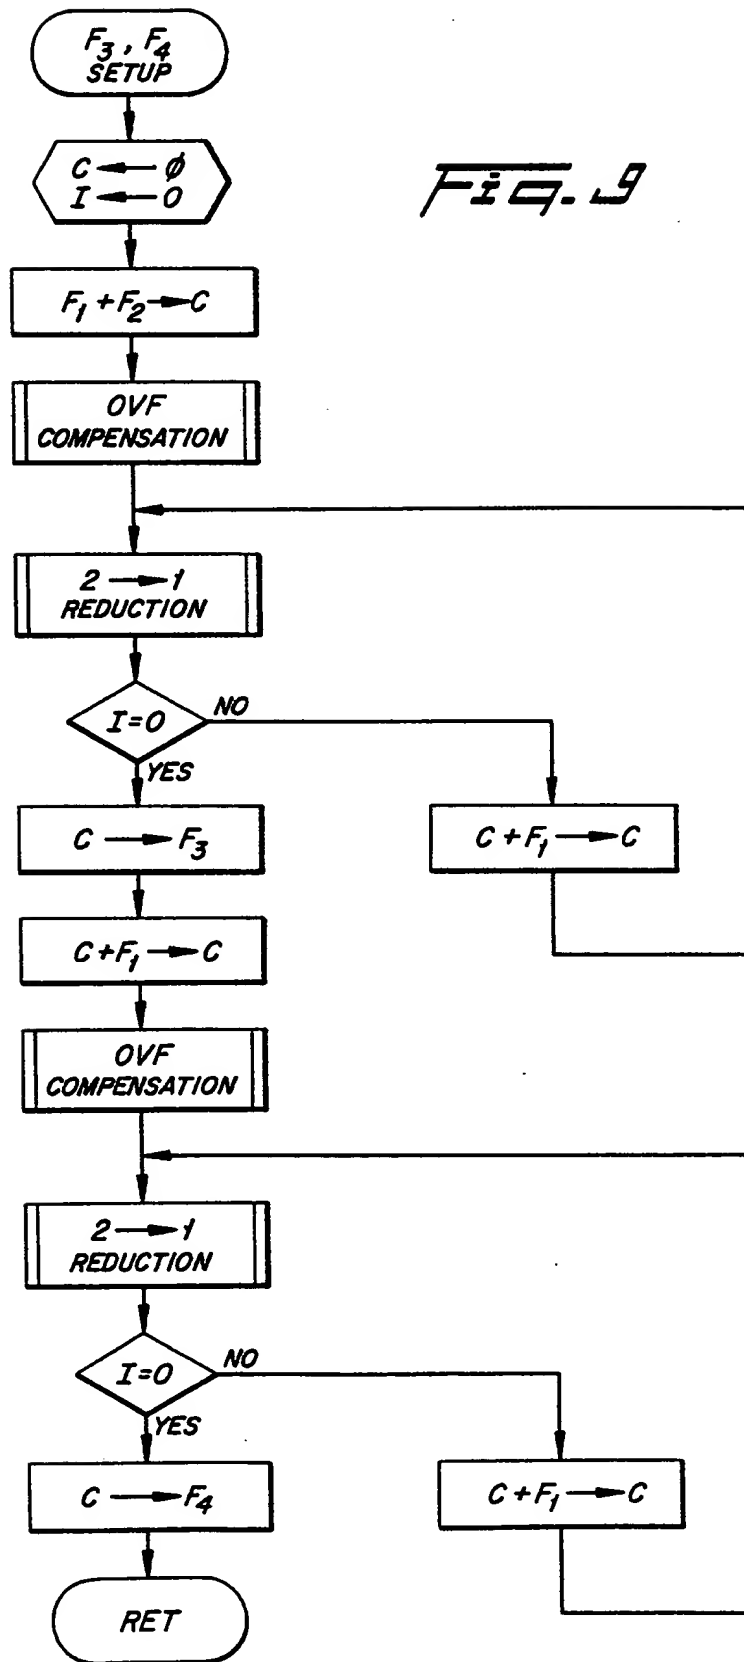 F₃, F₄
SETUP
C ← φ
I ← 0
Fig. 9
F₁ + F₂ → C
OVF
COMPENSATION
2 → 1
REDUCTION
I = 0
NO
YES
C → F₃
C + F₁ → C
C + F₁ → C
OVF
COMPENSATION
2 → 1
REDUCTION
I = 0
NO
YES
C → F₄
C + F₁ → C
RET